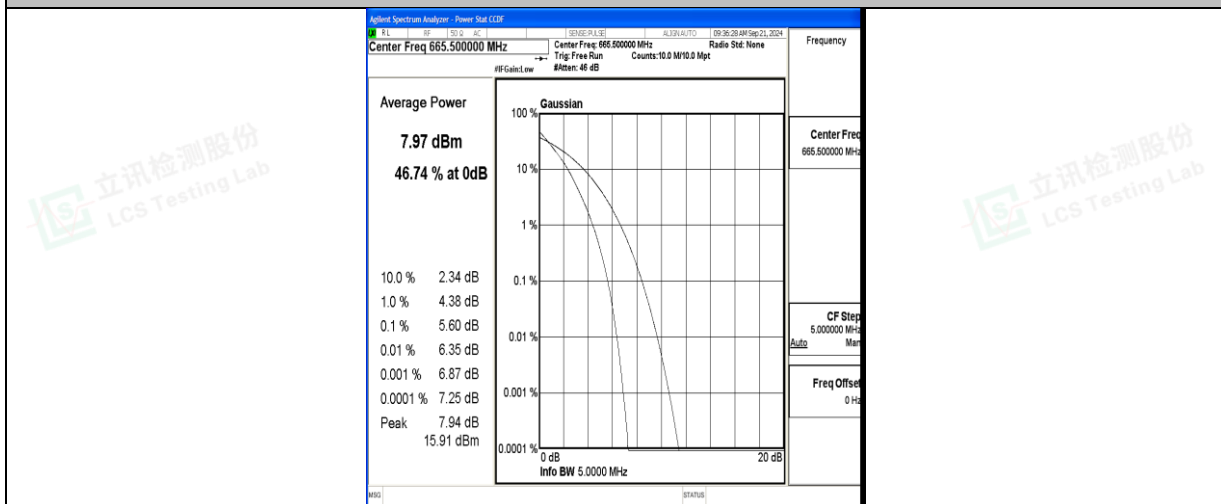 Agilent Spectrum Analyzer - Power Stat CCDF
RL RF 50 Ω AC SENSE:PULSE ALIGN AUTO 09:36:28 AM Sep 21, 2024
Center Freq 665.500000 MHz
Center Freq: 665.500000 MHz Radio Std: None
Trig: Free Run Counts:10.0 M/10.0 Mpt
#IFGain:Low #Atten: 46 dB
Frequency
Average Power
7.97 dBm
46.74 % at 0dB
10.0 % 2.34 dB
1.0 % 4.38 dB
0.1 % 5.60 dB
0.01 % 6.35 dB
0.001 % 6.87 dB
0.0001 % 7.25 dB
Peak 7.94 dB
15.91 dBm
Gaussian
100 %
10 %
1 %
0.1 %
0.01 %
0.001 %
0.0001 %
0 dB 20 dB
Info BW 5.0000 MHz
Center Freq
665.500000 MHz
CF Step
5.000000 MHz
Auto Man
Freq Offset
0 Hz
MSG STATUS
立讯检测股份
LCS Testing Lab
立讯检测股份
LCS Testing Lab